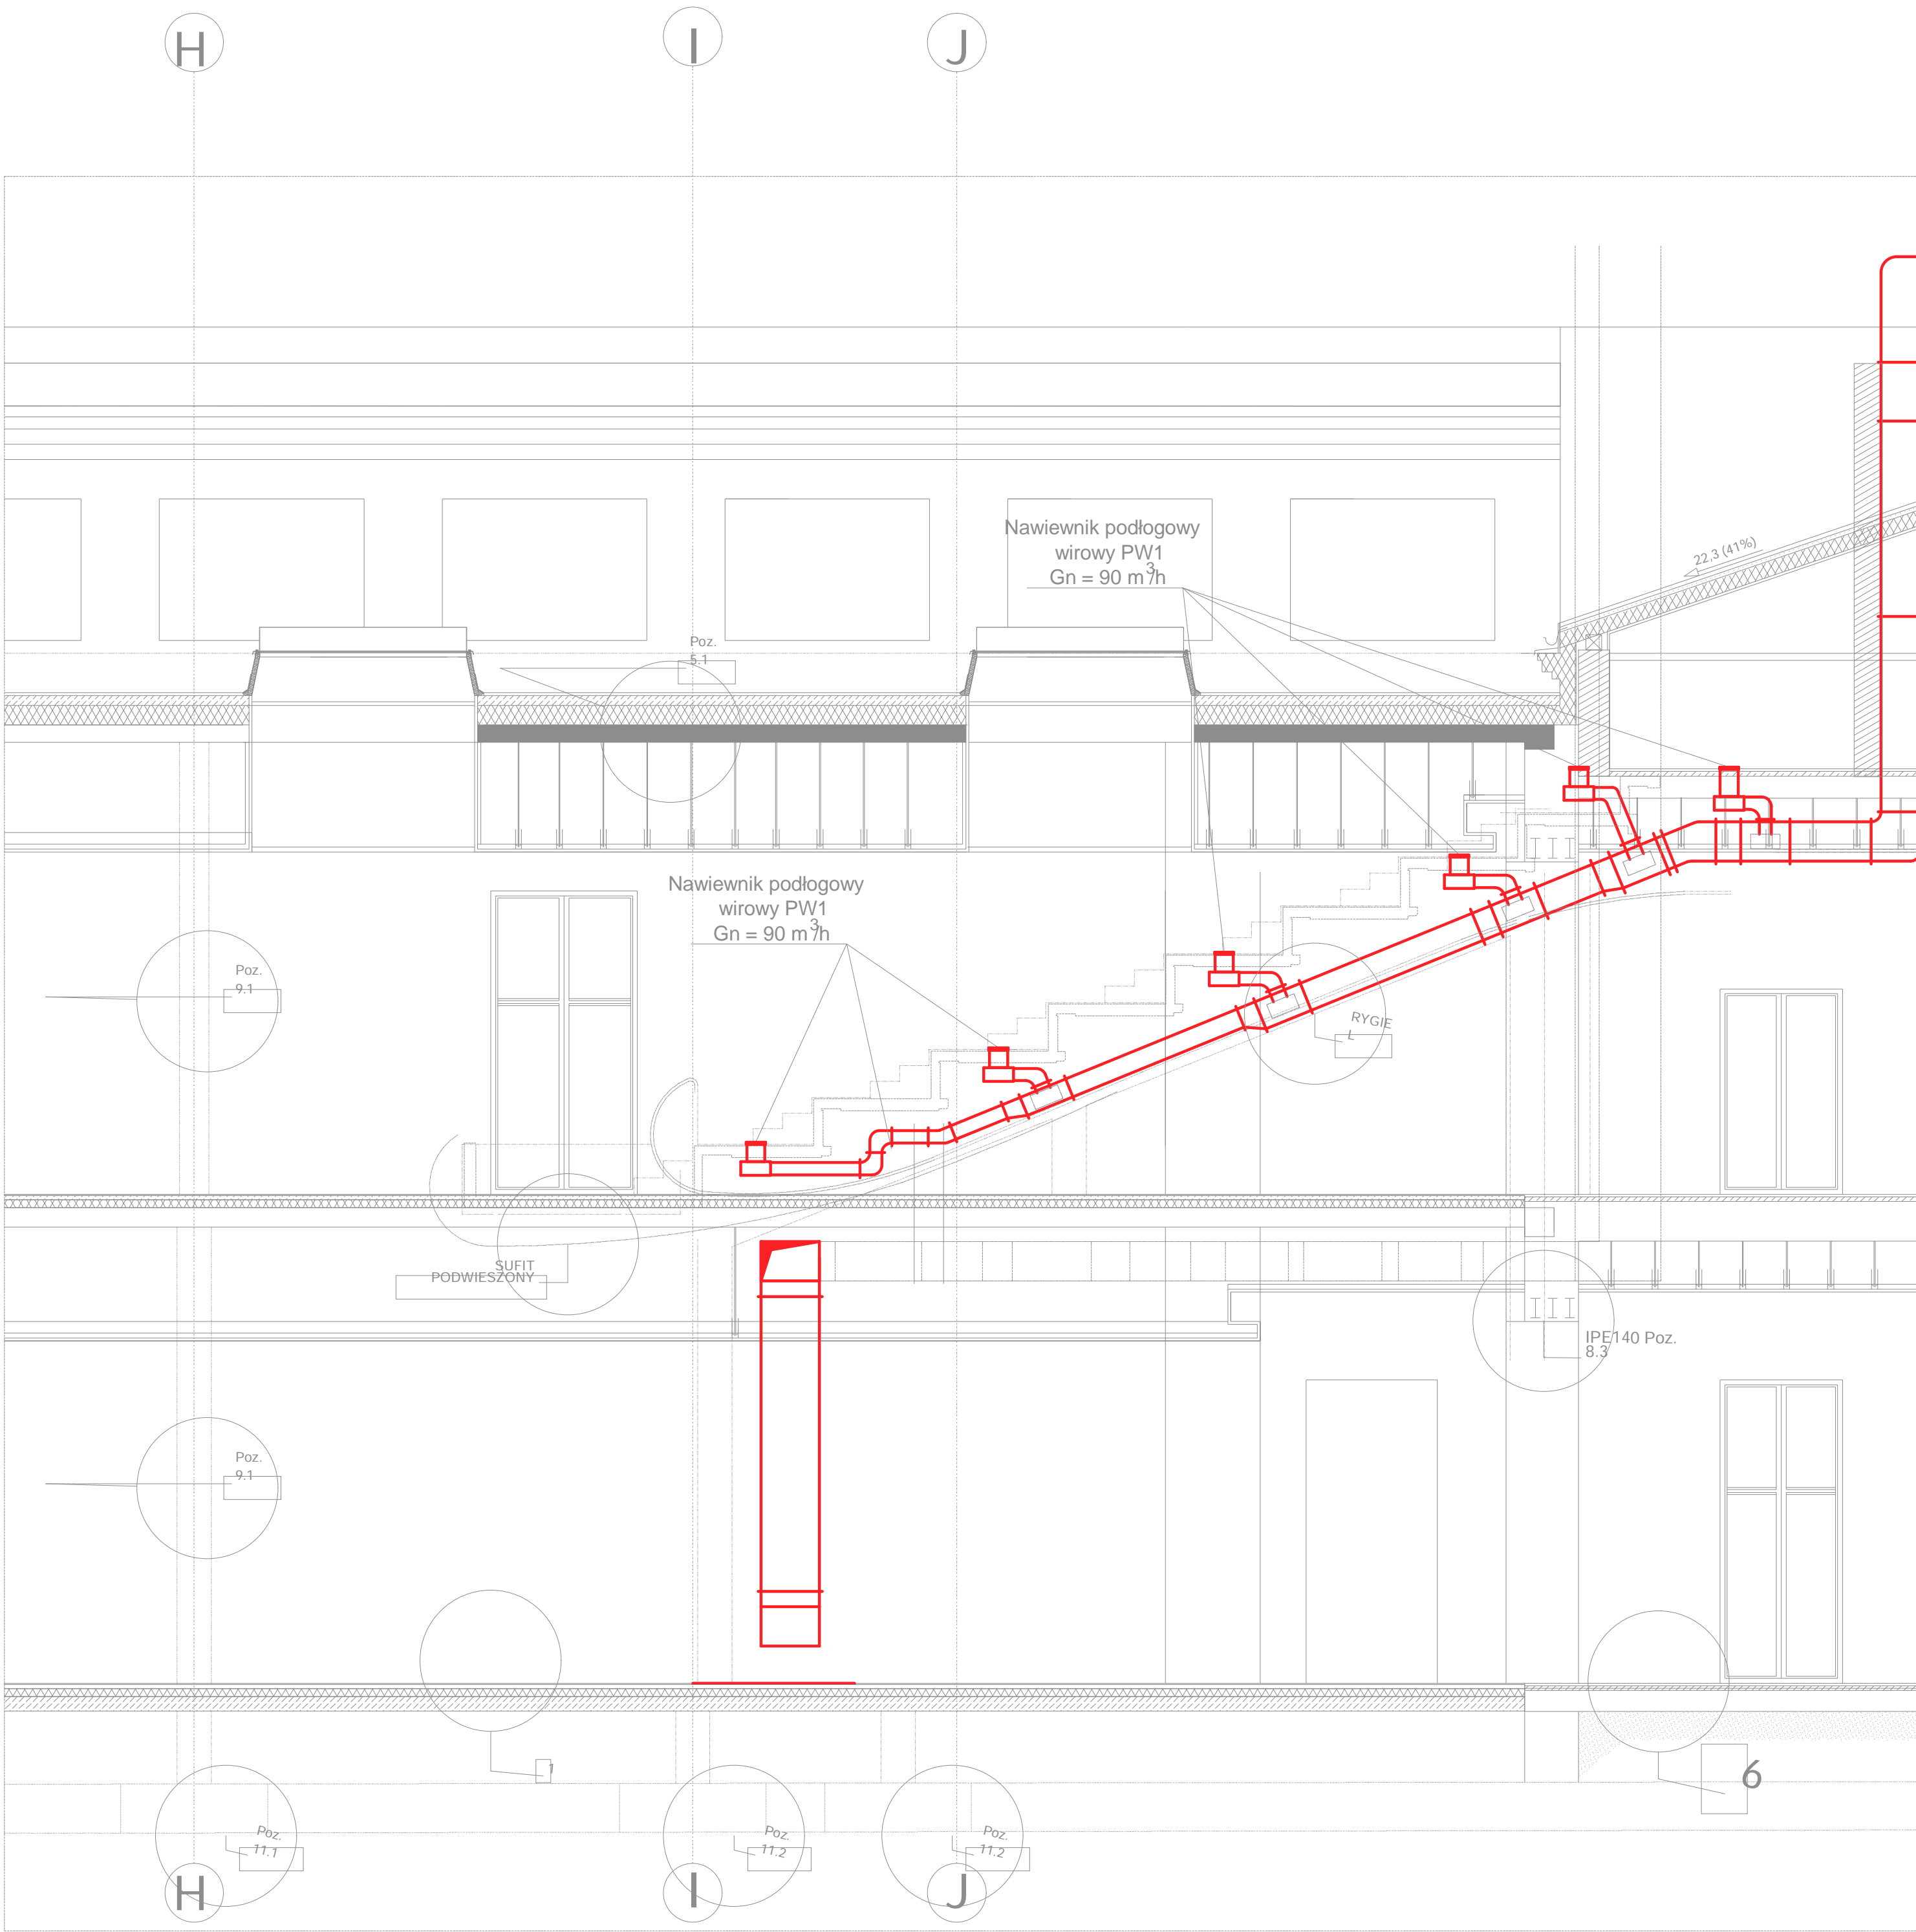 H
I
J
Nawiewnik podłogowy
wirowy PW1
Gn = 90 m³/h
22,3 (41%)
Poz.
5.1
Nawiewnik podłogowy
wirowy PW1
Gn = 90 m³/h
Poz.
9.1
RYGIE
L
SUFIT
PODWIESZONY
IPE140 Poz.
8.3
Poz.
9.1
1
6
Poz.
11.1
Poz.
11.2
Poz.
11.2
H
I
J